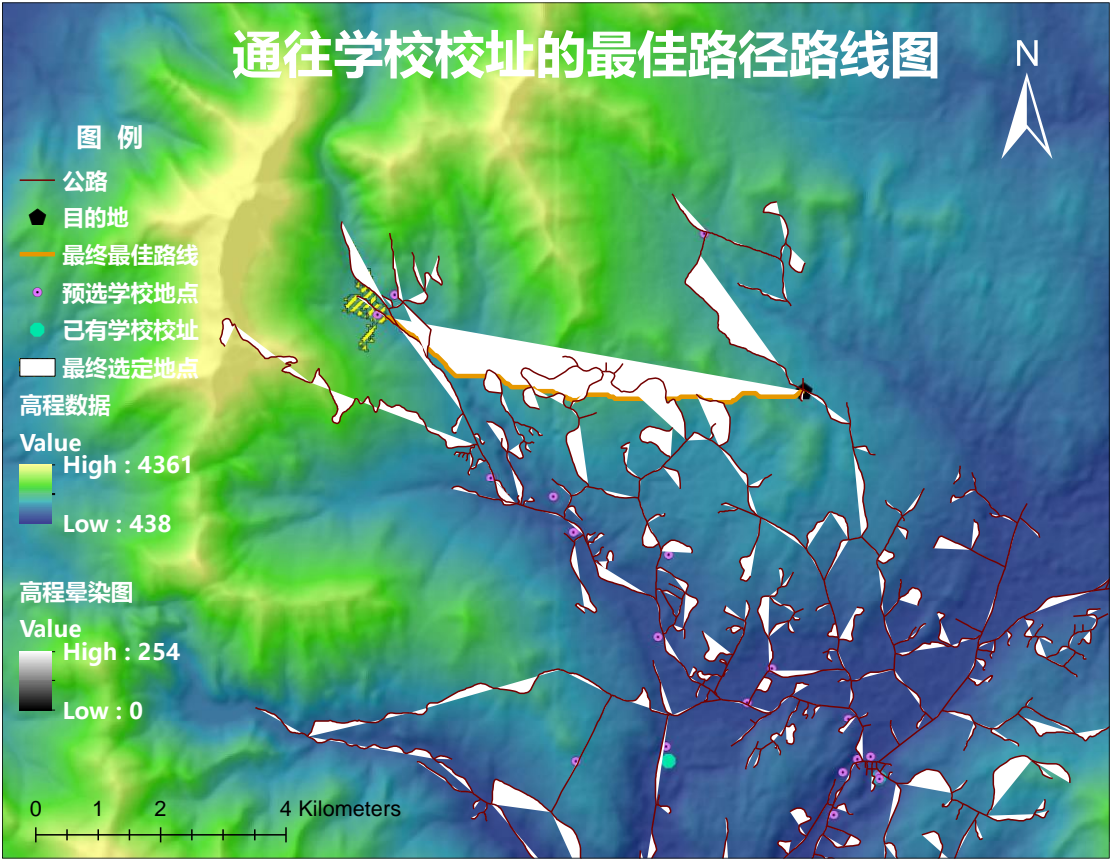 通往学校校址的最佳路径路线图
N
图 例
公路
目的地
最终最佳路线
预选学校地点
已有学校校址
最终选定地点
高程数据
Value
High : 4361
Low : 438
高程晕染图
Value
High : 254
Low : 0
0 1 2 4 Kilometers